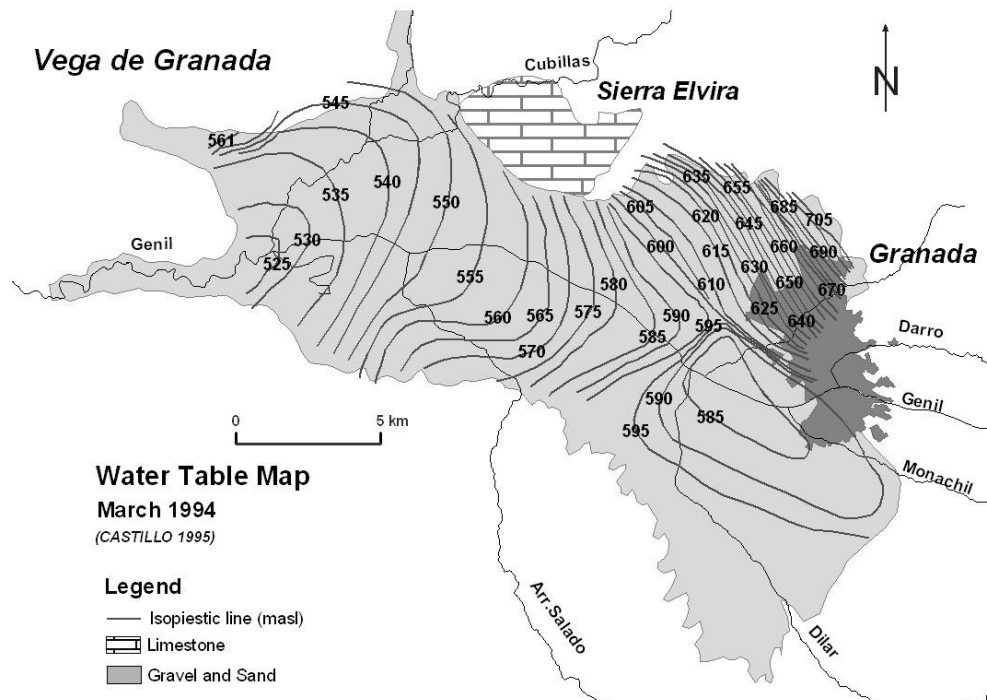 Vega de Granada
Cubillas
Sierra Elvira
N
545
561
540
535
550
530
525
Genil
555
560
565
570
575
580
585
590
595
605
600
635
655
620
645
685
705
615
660
690
630
610
650
670
625
640
Granada
Darro
Genil
Monachil
590
585
595
0
5 km
Water Table Map
March 1994
(CASTILLO 1995)
Legend
Isopiestic line (masl)
Limestone
Gravel and Sand
Arr.Salado
Dilar